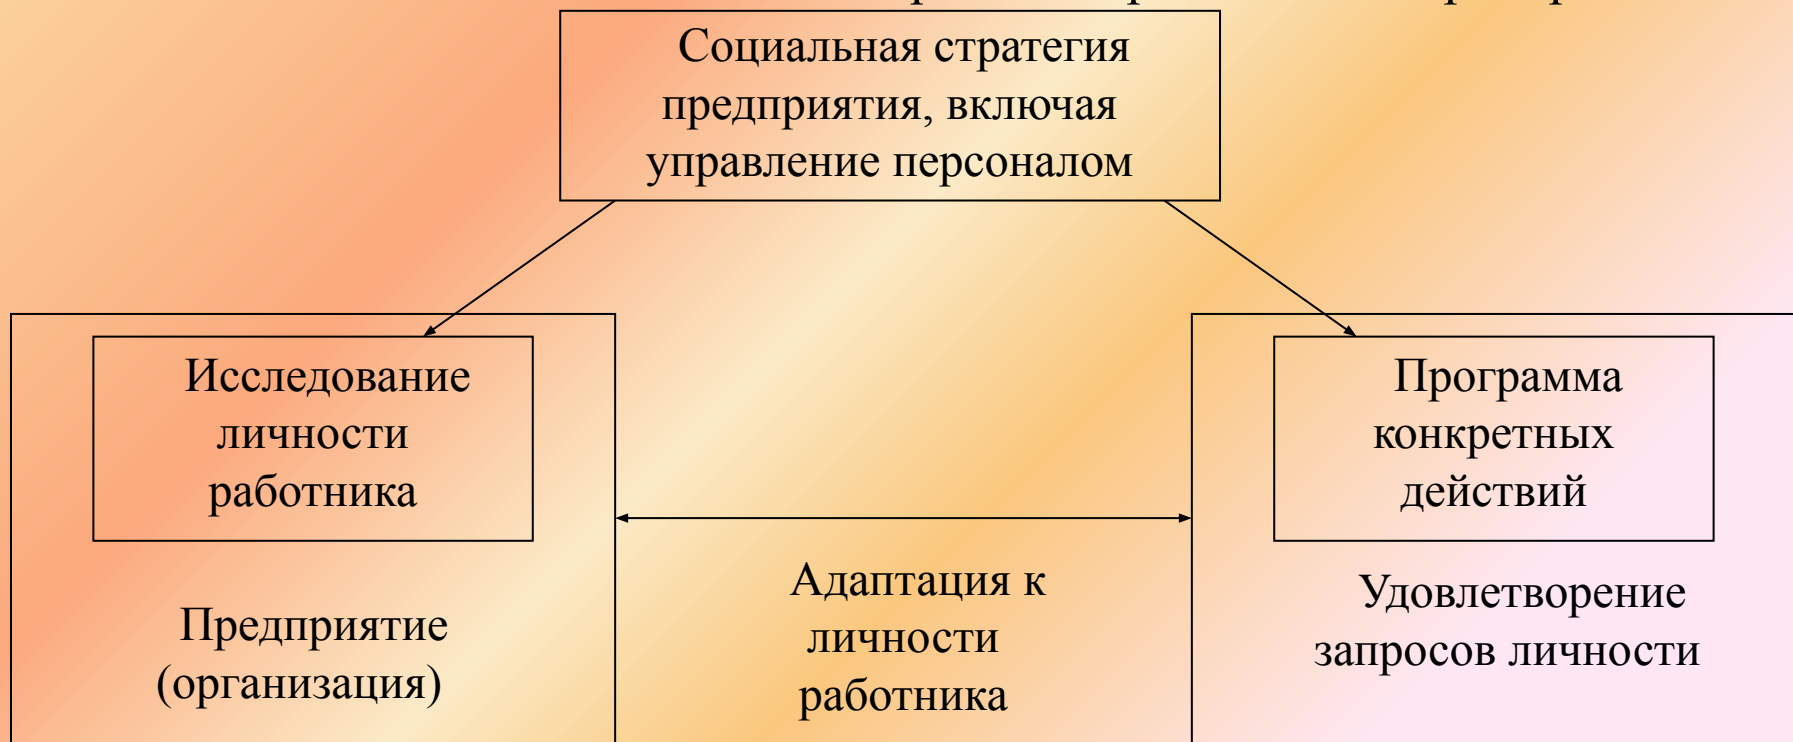 Социальная стратегия
предприятия, включая
управление персоналом
Исследование
личности
работника
Программа
конкретных
действий
Предприятие
(организация)
Адаптация к
личности
работника
Удовлетворение
запросов личности